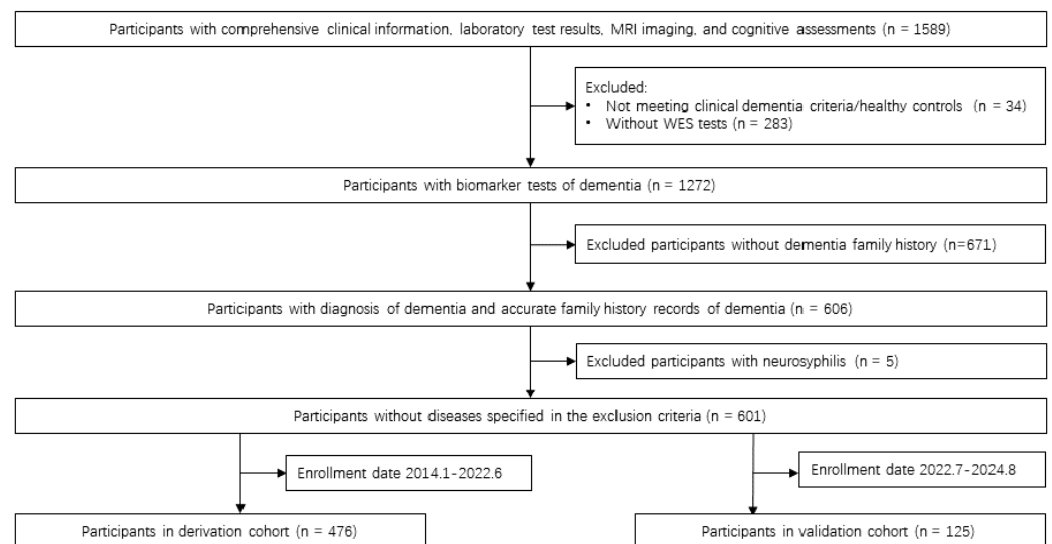 Participants with comprehensive clinical information, laboratory test results, MRI imaging, and cognitive assessments (n = 1589)
Excluded:
• Not meeting clinical dementia criteria/healthy controls (n = 34)
• Without WES tests (n = 283)
Participants with biomarker tests of dementia (n = 1272)
Excluded participants without dementia family history (n=671)
Participants with diagnosis of dementia and accurate family history records of dementia (n = 606)
Excluded participants with neurosyphilis (n = 5)
Participants without diseases specified in the exclusion criteria (n = 601)
Enrollment date 2014.1-2022.6
Enrollment date 2022.7-2024.8
Participants in derivation cohort (n = 476)
Participants in validation cohort (n = 125)